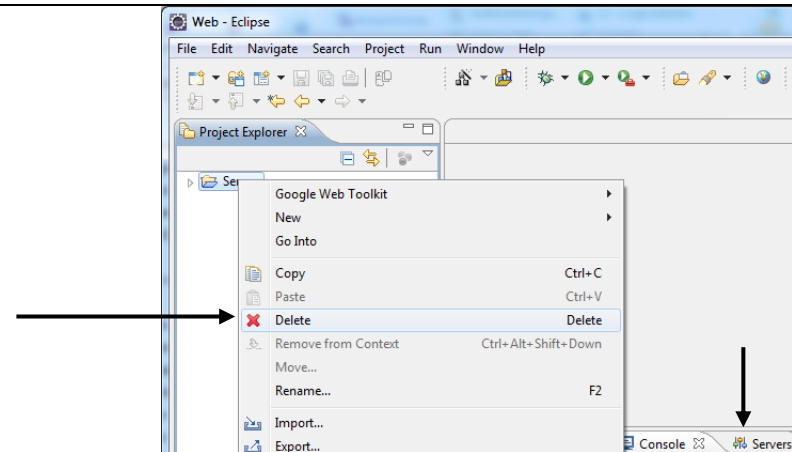 Web - Eclipse
File Edit Navigate Search Project Run Window Help
Project Explorer
Google Web Toolkit
New
Go Into
Copy Ctrl+C
Paste Ctrl+V
Delete Delete
Remove from Context Ctrl+Alt+Shift+Down
Move...
Rename... F2
Import...
Export...
Console Servers